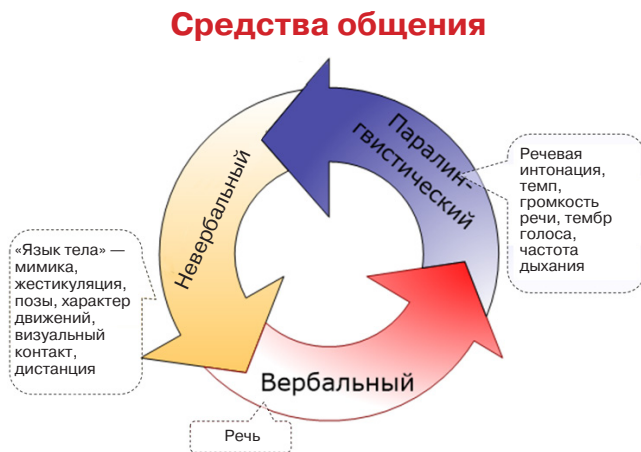 Средства общения
Паралин-
гвистический
Речевая
интонация,
темп,
громкость
речи, тембр
голоса,
частота
дыхания
Невербальный
«Язык тела» —
мимика,
жестикуляция,
позы, характер
движений,
визуальный
контакт,
дистанция
Вербальный
Речь